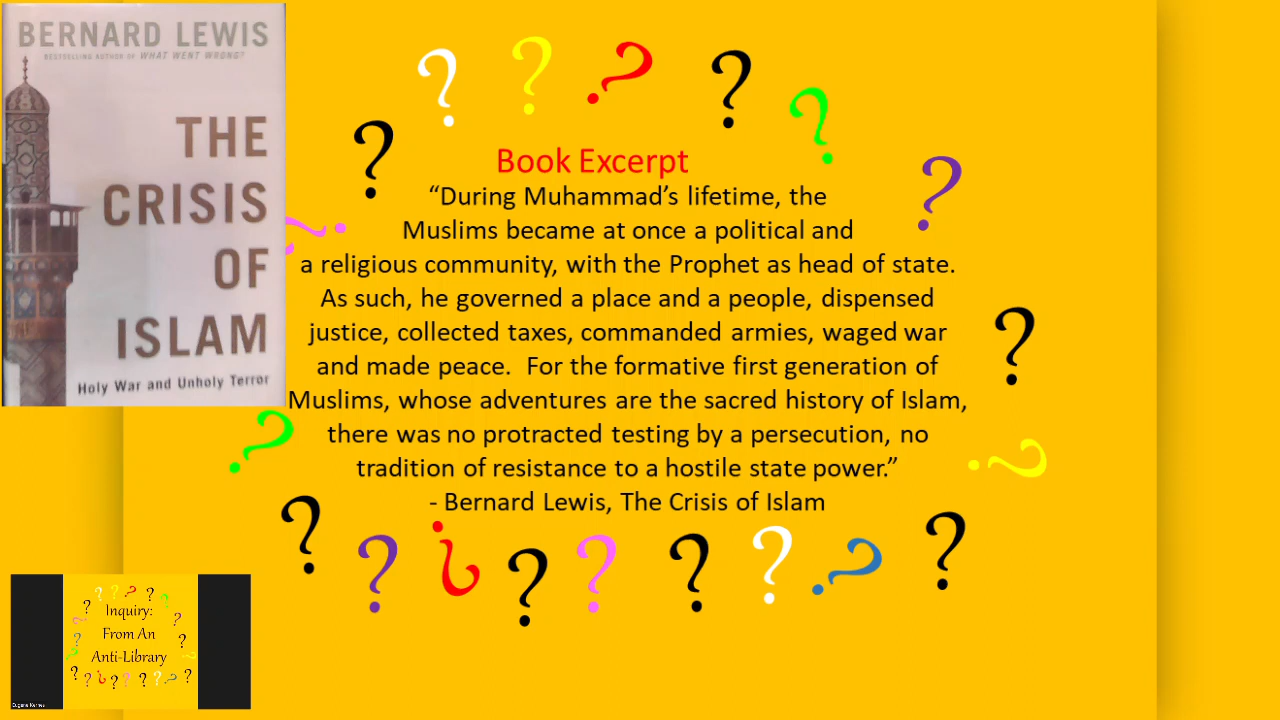 BERNARD LEWIS
BESTSELLING AUTHOR OF WHAT WENT WRONG?
THE
CRISIS
OF
ISLAM
Holy War and Unholy Terror
Book Excerpt
“During Muhammad’s lifetime, the
Muslims became at once a political and
a religious community, with the Prophet as head of state.
As such, he governed a place and a people, dispensed
justice, collected taxes, commanded armies, waged war
and made peace.  For the formative first generation of
Muslims, whose adventures are the sacred history of Islam,
there was no protracted testing by a persecution, no
tradition of resistance to a hostile state power.”
- Bernard Lewis, The Crisis of Islam
Inquiry:
From An
Anti-Library
Eugene Kernes